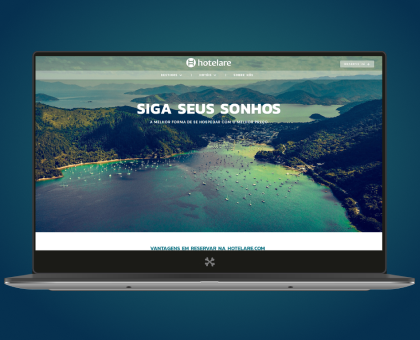 hotelare
SIGA SEUS SONHOS
A MELHOR FORMA DE SE HOSPEDAR COM O MELHOR PREÇO
VANTAGENS EM RESERVAR NA HOTELARE.COM